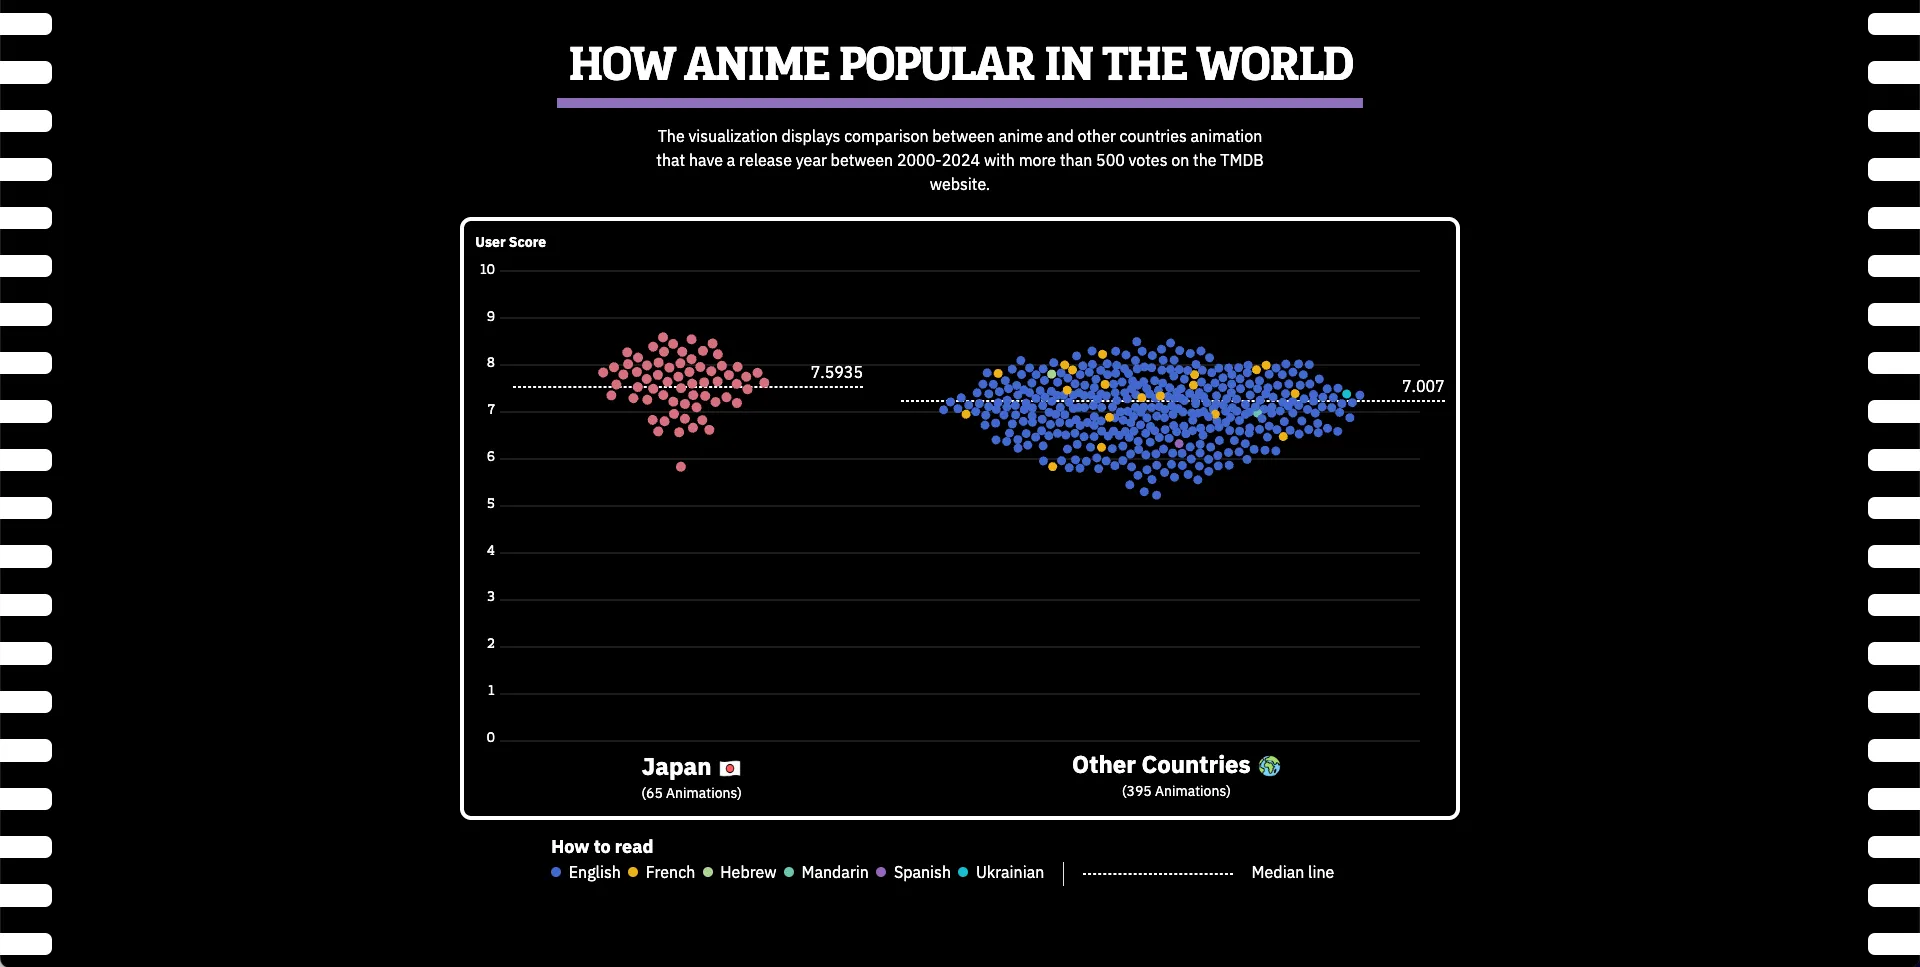 HOW ANIME POPULAR IN THE WORLD
The visualization displays comparison between anime and other countries animation
that have a release year between 2000-2024 with more than 500 votes on the TMDB
website.
User Score
10
9
8
7.5935
7.007
7
6
5
4
3
2
1
0
Japan
(65 Animations)
Other Countries
(395 Animations)
How to read
English French Hebrew Mandarin Spanish Ukrainian Median line